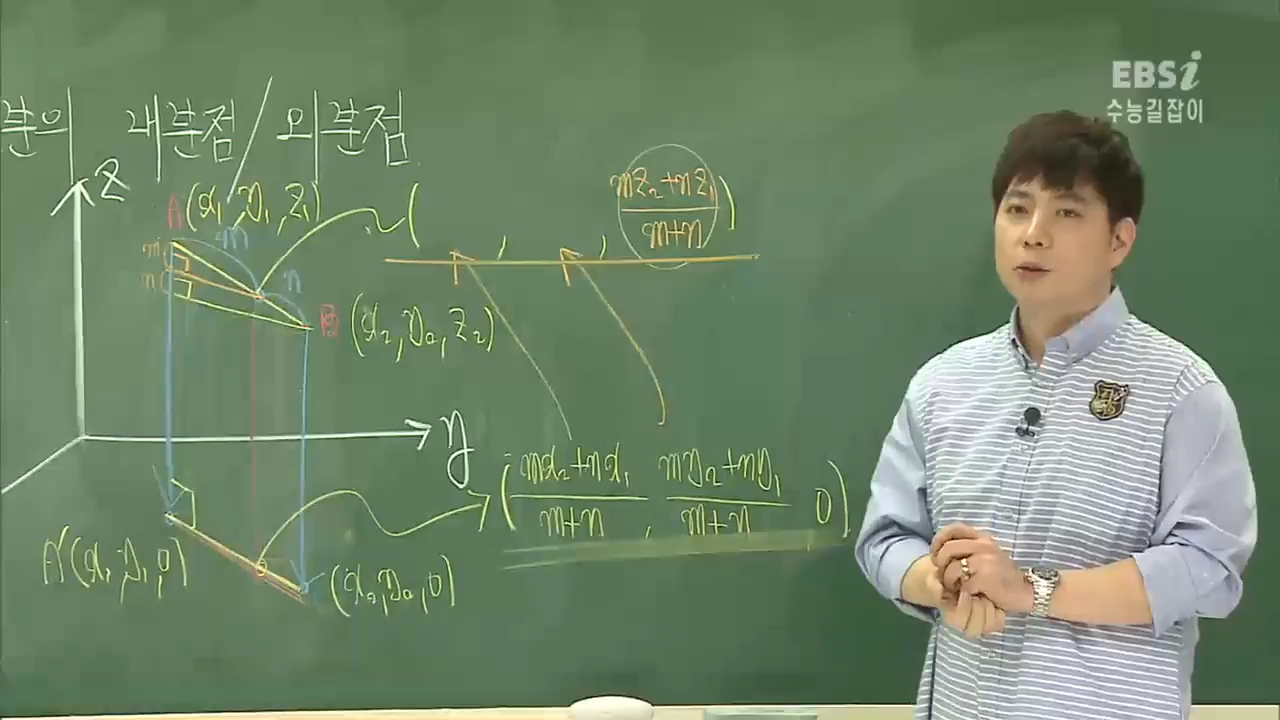 EBSi
수능길잡이
분의 내분점/외분점
z
A (x₁, y₁, z₁)
( , , mz₂+nz₁ / m+n )
m
m
n
n
B (x₂, y₂, z₂)
y
( mx₂+nx₁ / m+n , my₂+ny₁ / m+n 0 )
A'(x₁, y₁, 0)
(x₂, y₂, 0)